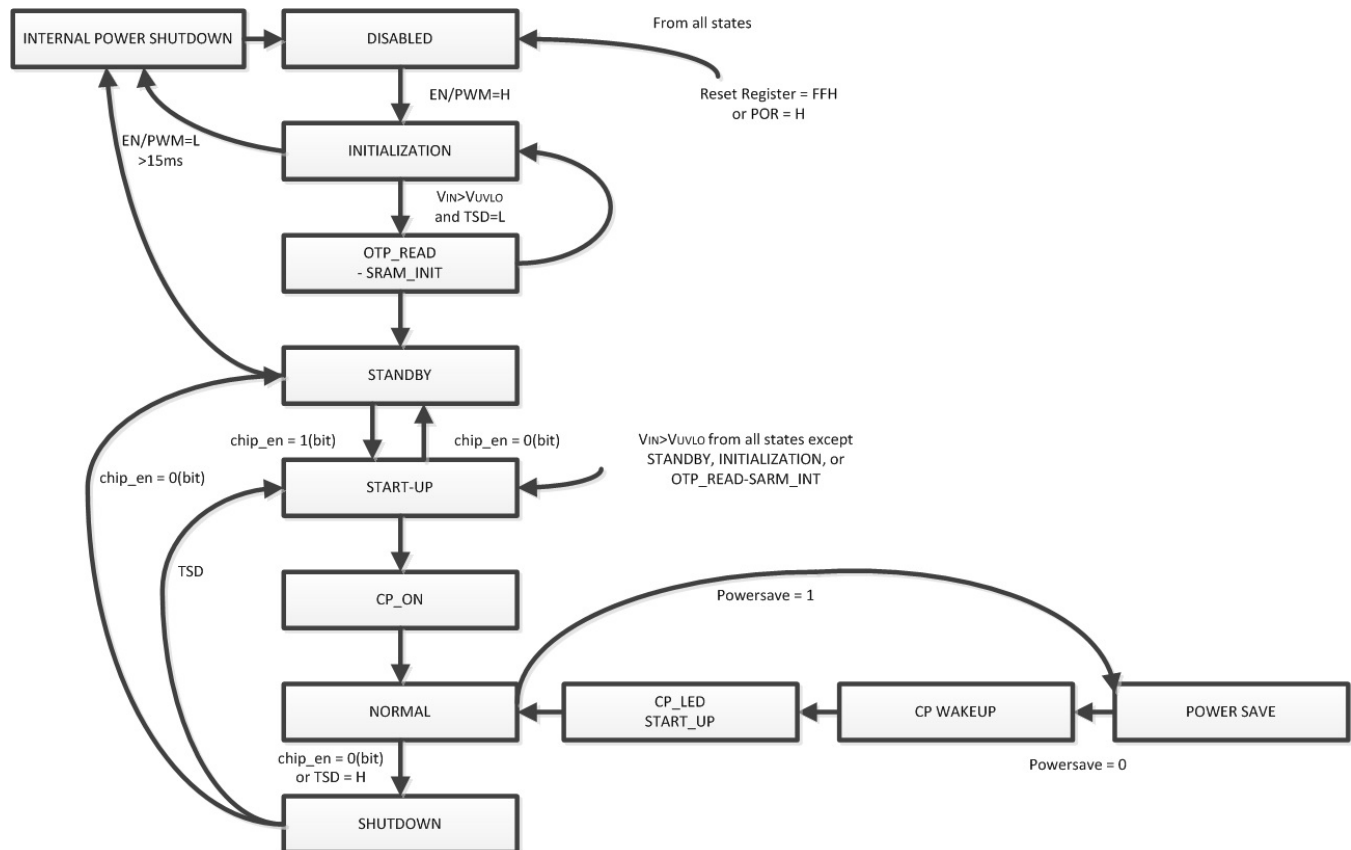 INTERNAL POWER SHUTDOWN
DISABLED
From all states
Reset Register = FFH
or POR = H
EN/PWM=H
EN/PWM=L
>15ms
INITIALIZATION
VIN>VUVLO
and TSD=L
OTP_READ
- SRAM_INIT
STANDBY
chip_en = 1(bit)
chip_en = 0(bit)
VIN>VUVLO from all states except
STANDBY, INITIALIZATION, or
OTP_READ-SARM_INT
chip_en = 0(bit)
START-UP
TSD
CP_ON
Powersave = 1
NORMAL
CP_LED
START_UP
CP WAKEUP
POWER SAVE
Powersave = 0
chip_en = 0(bit)
or TSD = H
SHUTDOWN